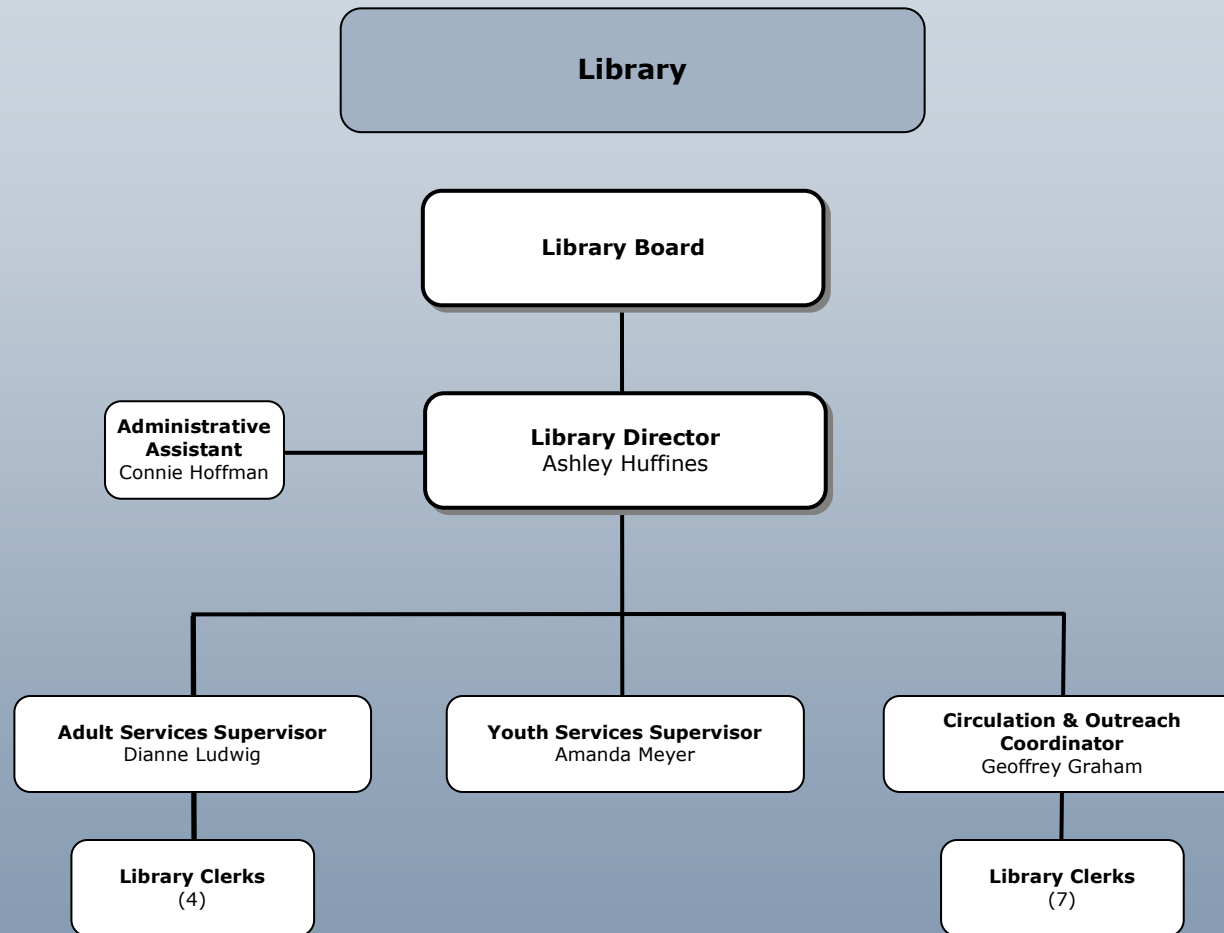 Library
Library Board
Administrative
Assistant
Connie Hoffman
Library Director
Ashley Huffines
Adult Services Supervisor
Dianne Ludwig
Youth Services Supervisor
Amanda Meyer
Circulation & Outreach
Coordinator
Geoffrey Graham
Library Clerks
(4)
Library Clerks
(7)